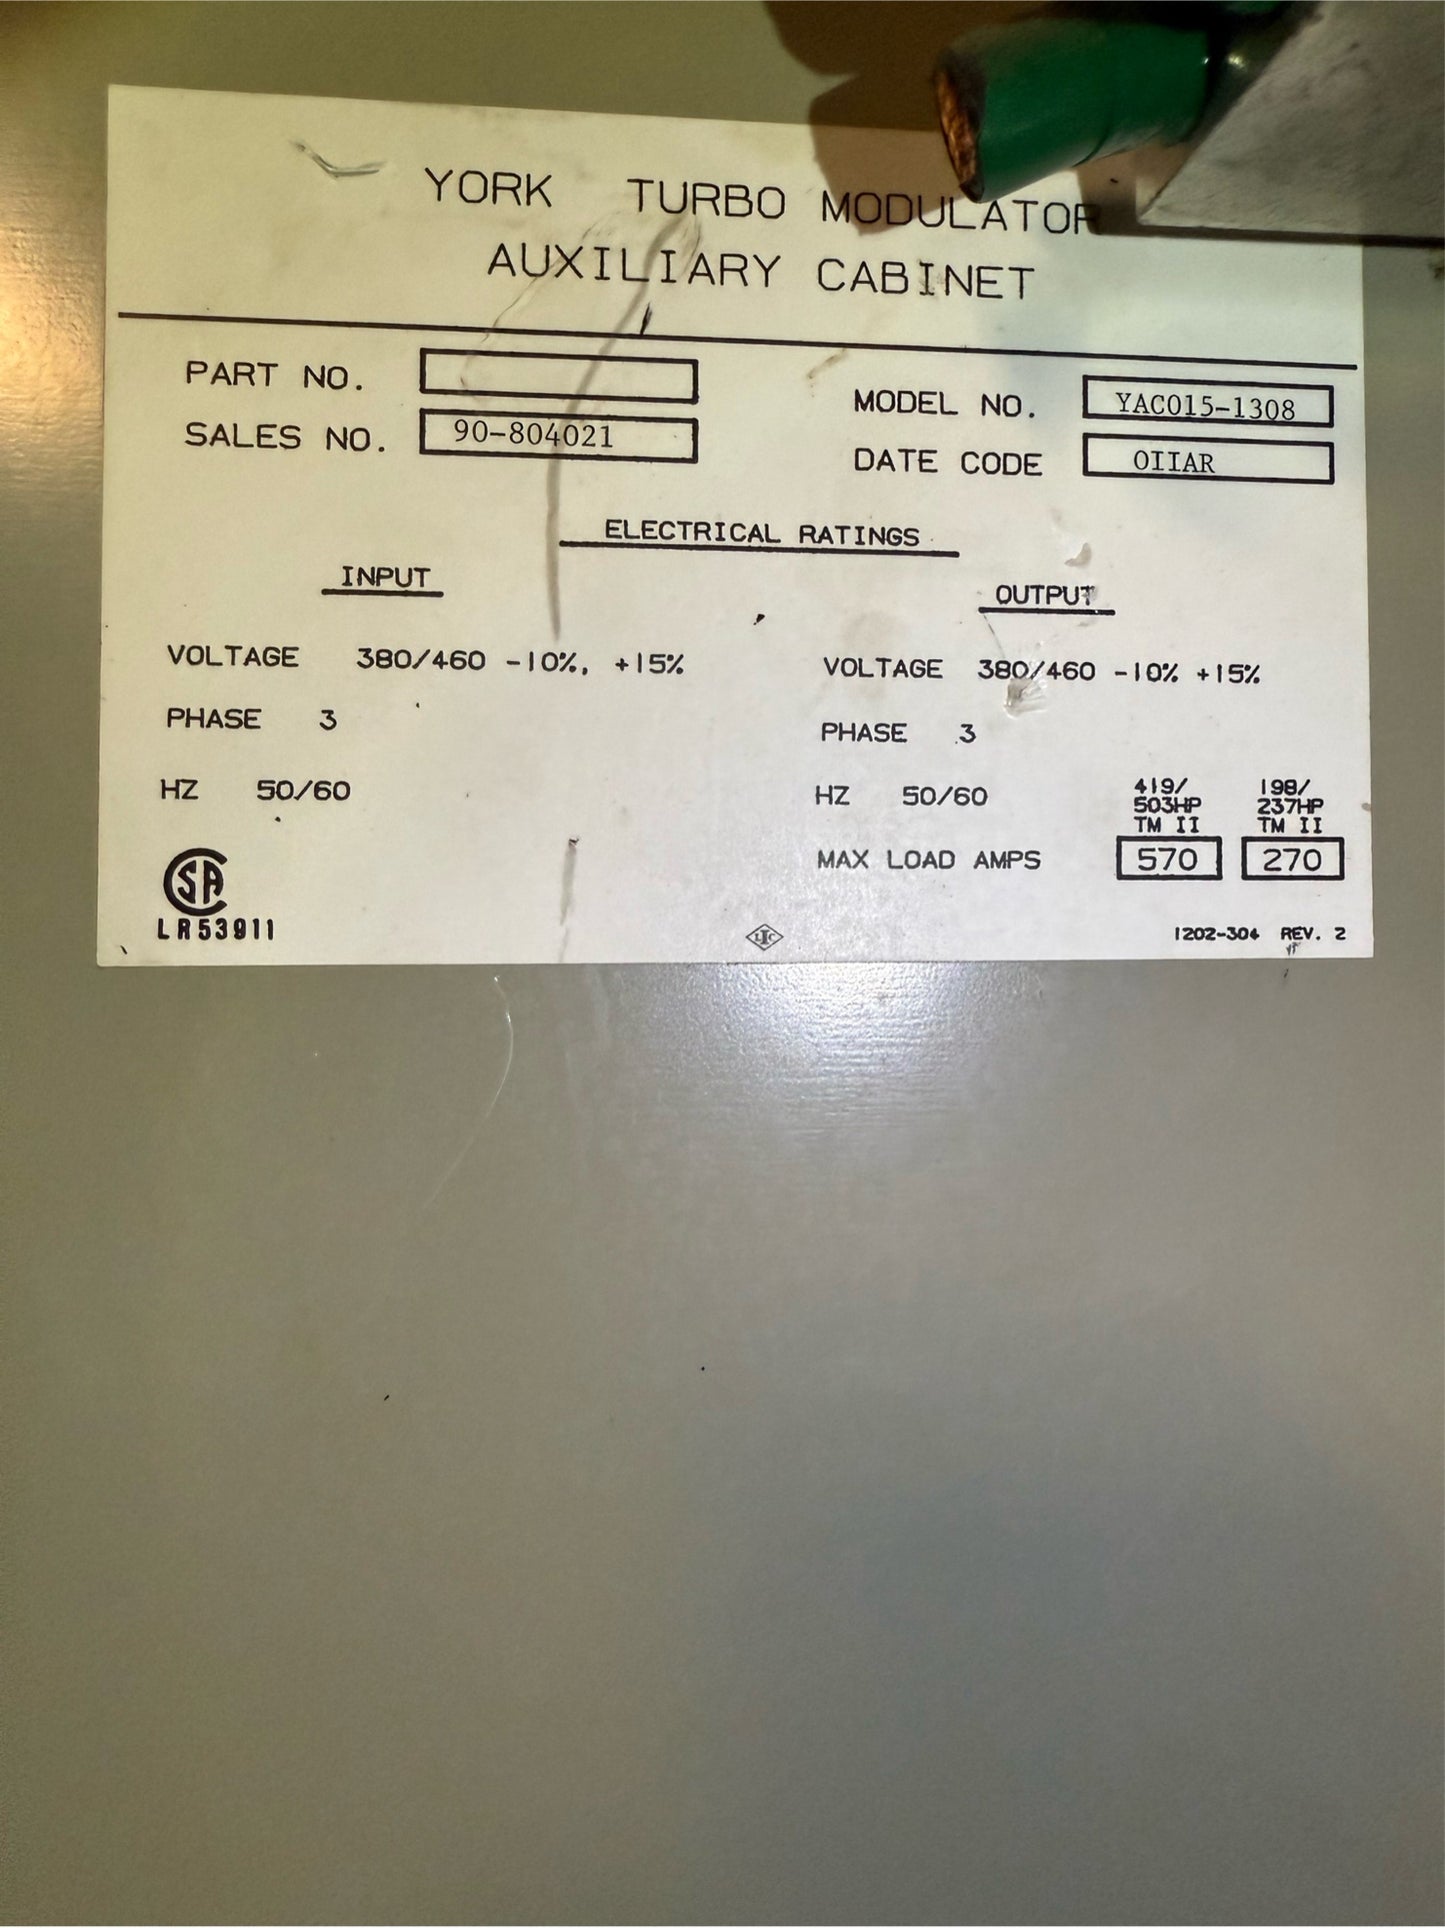 YORK TURBO MODULATOR
AUXILIARY CABINET
PART NO.
SALES NO. 90-804021
MODEL NO. YAC015-1308
DATE CODE OIIAR
ELECTRICAL RATINGS
INPUT
VOLTAGE 380/460 -10%, +15%
PHASE 3
HZ 50/60
OUTPUT
VOLTAGE 380/460 -10% +15%
PHASE 3
HZ 50/60
419/
503HP
TM II
198/
237HP
TM II
MAX LOAD AMPS 570 270
SA
LR53911
1202-304 REV. 2